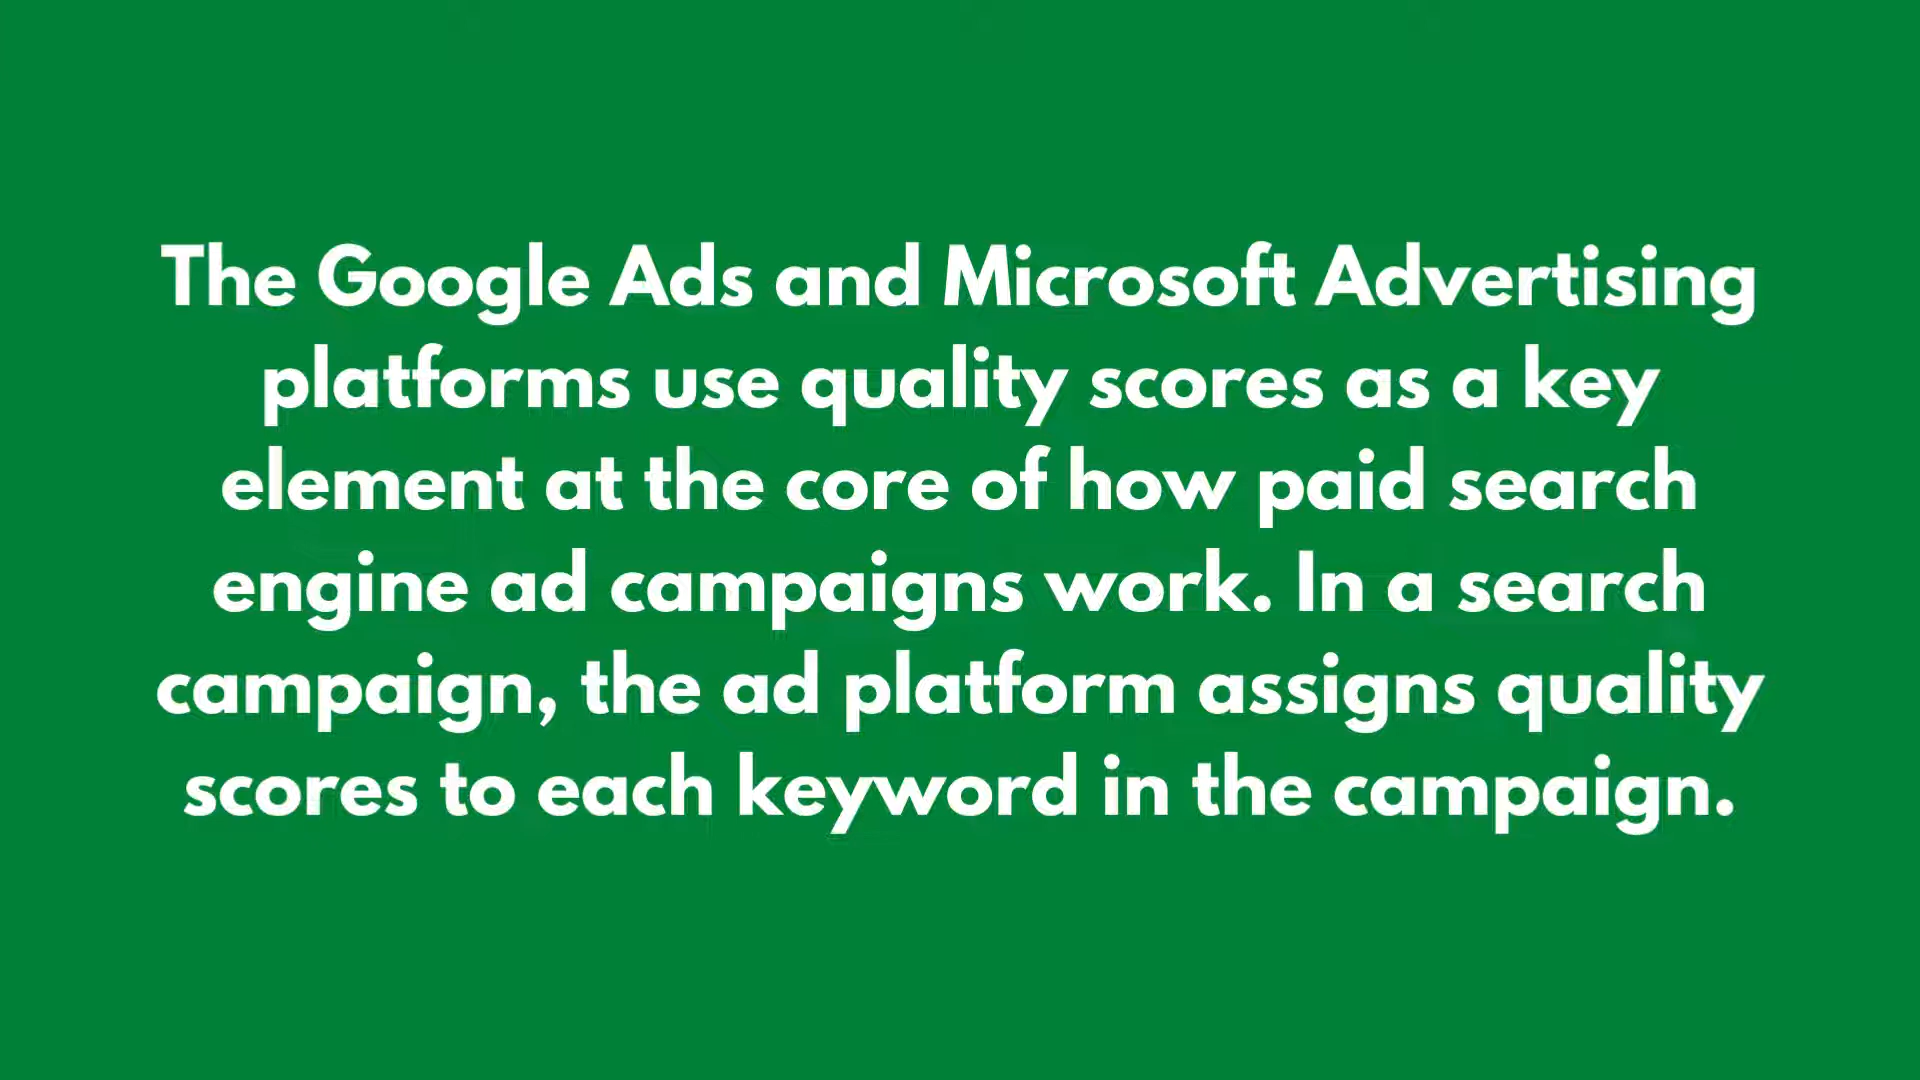 The Google Ads and Microsoft Advertising
platforms use quality scores as a key
element at the core of how paid search
engine ad campaigns work. In a search
campaign, the ad platform assigns quality
scores to each keyword in the campaign.